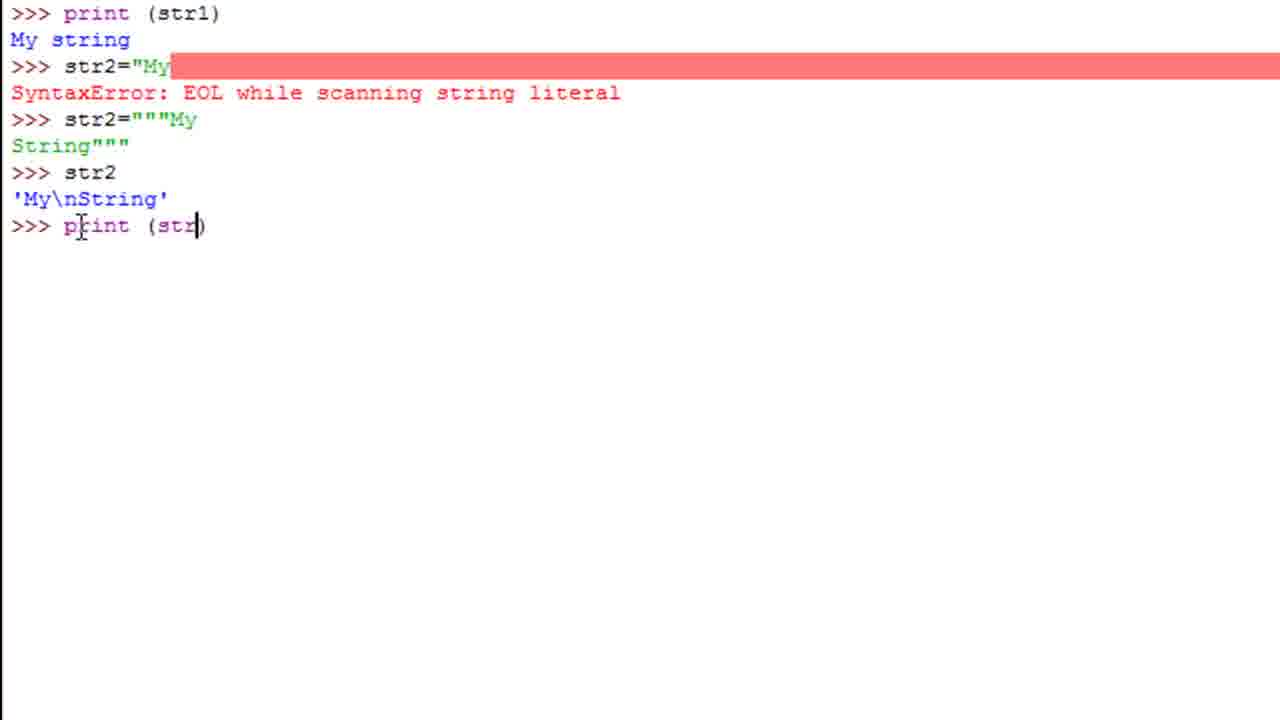 >>> print (str1)
My string
>>> str2="My
SyntaxError: EOL while scanning string literal
>>> str2="""My
String"""
>>> str2
'My\nString'
>>> print (str)